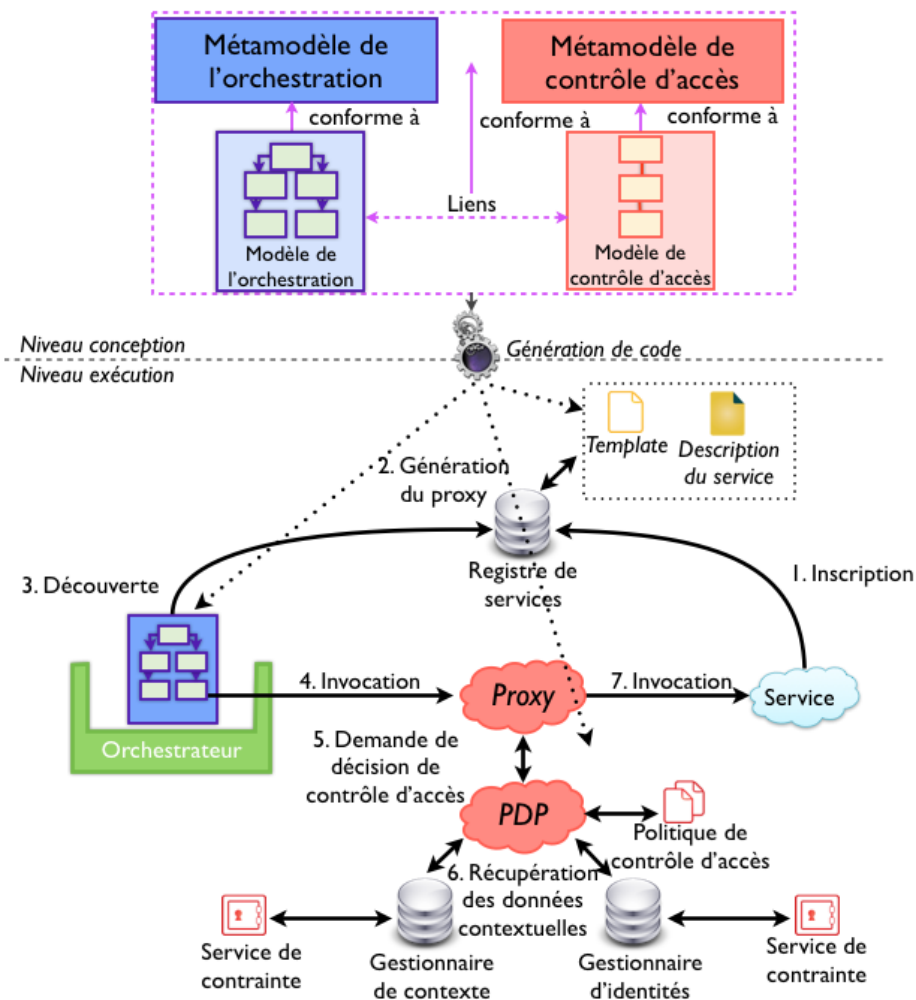 Métamodèle de
l'orchestration
Métamodèle de
contrôle d'accès
conforme à
conforme à
conforme à
Liens
Modèle de
l'orchestration
Modèle de
contrôle d'accès
Niveau conception
Génération de code
Niveau exécution
Template
Description
du service
2. Génération
du proxy
Registre de
services
3. Découverte
1. Inscription
4. Invocation
Proxy
7. Invocation
Service
Orchestrateur
5. Demande de
décision de
contrôle d'accès
PDP
Politique de
contrôle d'accès
6. Récupération
des données
contextuelles
Service de
contrainte
Gestionnaire
de contexte
Gestionnaire
d'identités
Service de
contrainte